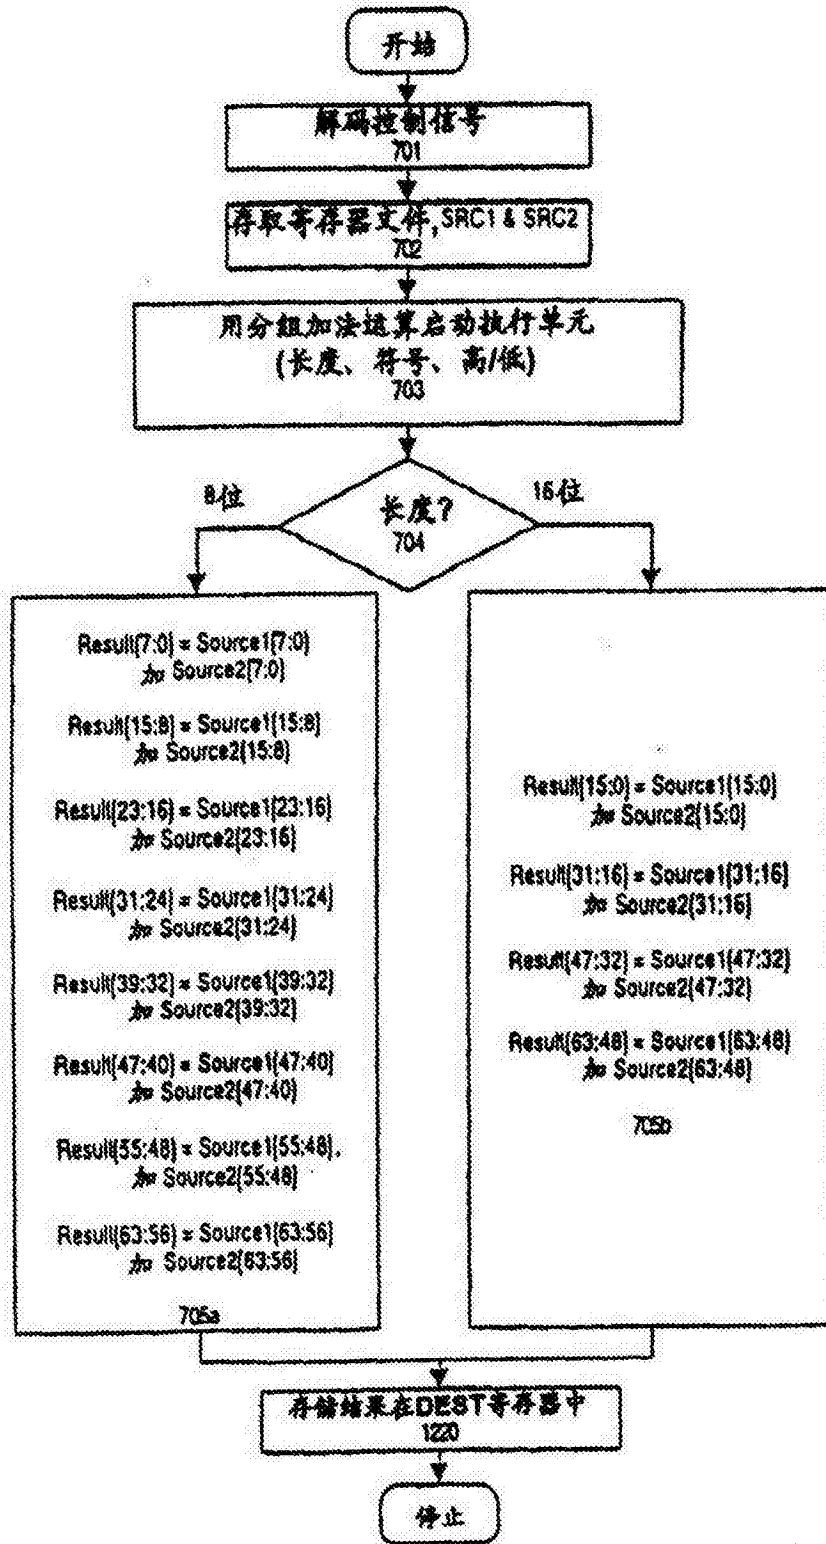 开始
解码控制信号
701
存取寄存器文件,SRC1 & SRC2
702
用分组加法运算启动执行单元
(长度、符号、高/低)
703
8位
长度?
704
16位
Result(7:0) = Source1(7:0)
加 Source2(7:0)
Result(15:8) = Source1(15:8)
加 Source2(15:8)
Result(23:16) = Source1(23:16)
加 Source2(23:16)
Result(31:24) = Source1(31:24)
加 Source2(31:24)
Result(39:32) = Source1(39:32)
加 Source2(39:32)
Result(47:40) = Source1(47:40)
加 Source2(47:40)
Result(55:48) = Source1(55:48).
加 Source2(55:48)
Result(63:56) = Source1(63:56)
加 Source2(63:56)
705a
Result(15:0) = Source1(15:0)
加 Source2(15:0)
Result(31:16) = Source1(31:16)
加 Source2(31:16)
Result(47:32) = Source1(47:32)
加 Source2(47:32)
Result(63:48) = Source1(63:48)
加 Source2(63:48)
705b
存储结果在DEST寄存器中
1220
停止